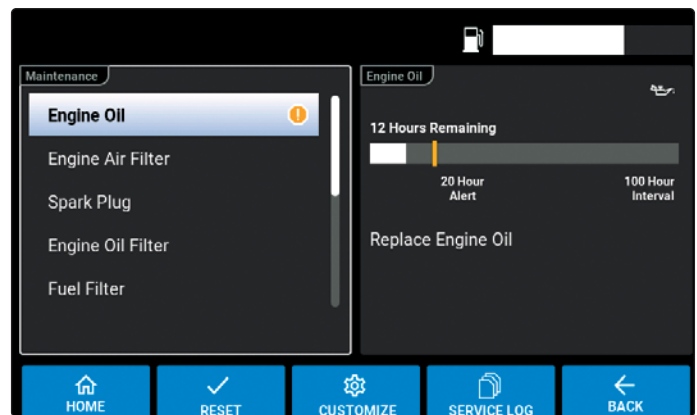 Maintenance
Engine Oil
Engine Air Filter
Spark Plug
Engine Oil Filter
Fuel Filter
Engine Oil
12 Hours Remaining
20 Hour
Alert
100 Hour
Interval
Replace Engine Oil
HOME
RESET
CUSTOMIZE
SERVICE LOG
BACK